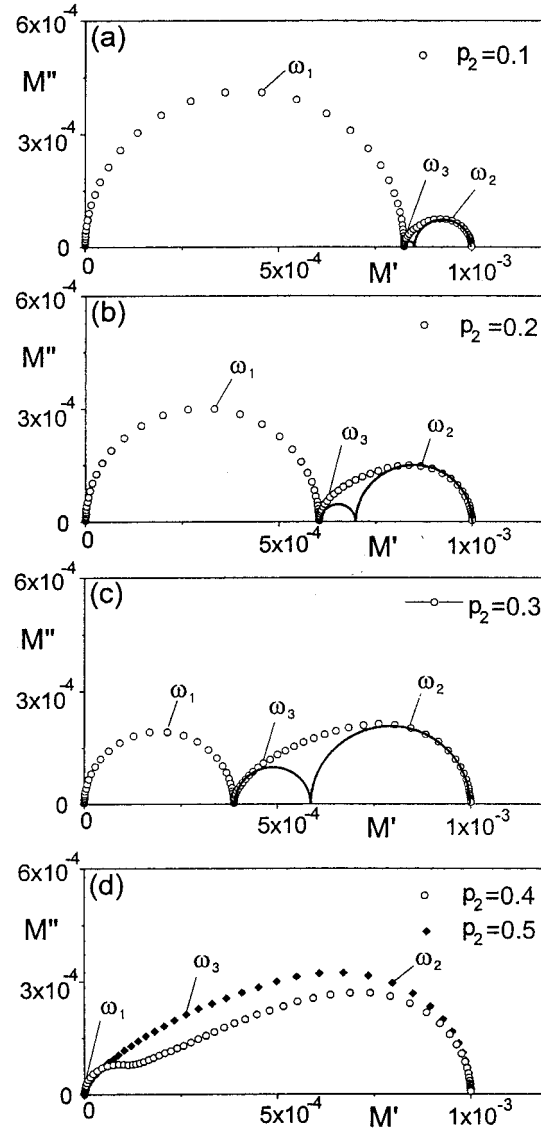 6x10⁻⁴
(a)
p₂=0.1
M"
ω₁
3x10⁻⁴
ω₃
ω₂
0
0
5x10⁻⁴
M'
1x10⁻³
6x10⁻⁴
(b)
p₂=0.2
M"
ω₁
3x10⁻⁴
ω₃
ω₂
0
0
5x10⁻⁴
M'
1x10⁻³
6x10⁻⁴
(c)
p₂=0.3
M"
ω₁
3x10⁻⁴
ω₃
ω₂
0
0
5x10⁻⁴
M'
1x10⁻³
6x10⁻⁴
(d)
p₂=0.4
M"
p₂=0.5
ω₂
ω₃
3x10⁻⁴
ω₁
0
0
5x10⁻⁴
M'
1x10⁻³